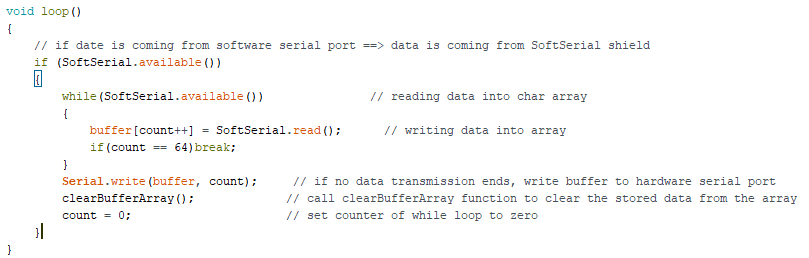 void loop()
{
    // if date is coming from software serial port ==> data is coming from SoftSerial shield
    if (SoftSerial.available())
    {
        while(SoftSerial.available())               // reading data into char array
        {
            buffer[count++] = SoftSerial.read();      // writing data into array
            if(count == 64)break;
        }
        Serial.write(buffer, count);     // if no data transmission ends, write buffer to hardware serial port
        clearBufferArray();             // call clearBufferArray function to clear the stored data from the array
        count = 0;                      // set counter of while loop to zero
    }
}